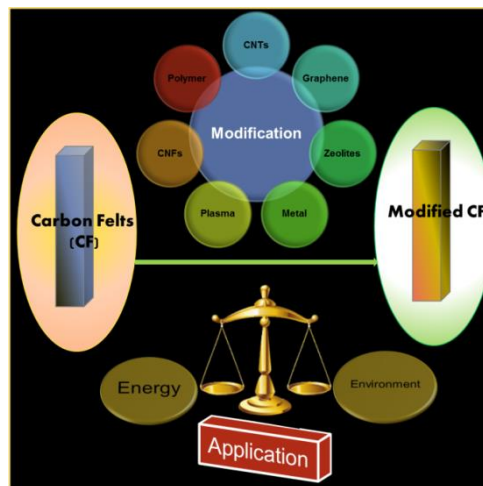 CNTs
Polymer
Graphene
Modification
CNFs
Zeolites
Plasma
Metal
Carbon Felts
(CF)
Modified CF
Energy
Environment
Application